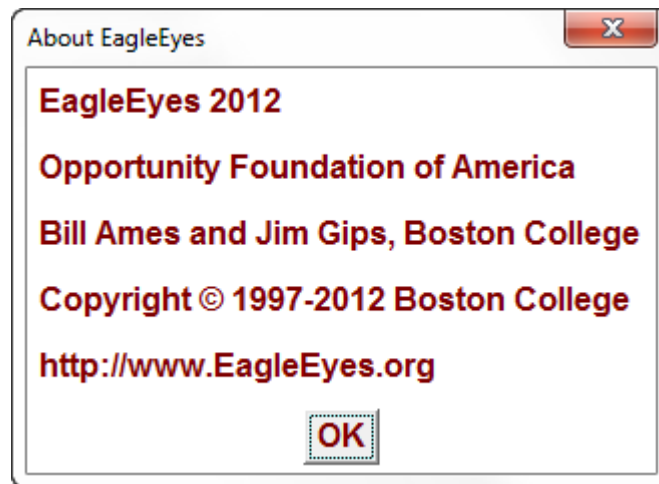 About EagleEyes
EagleEyes 2012
Opportunity Foundation of America
Bill Ames and Jim Gips, Boston College
Copyright © 1997-2012 Boston College
http://www.EagleEyes.org
OK